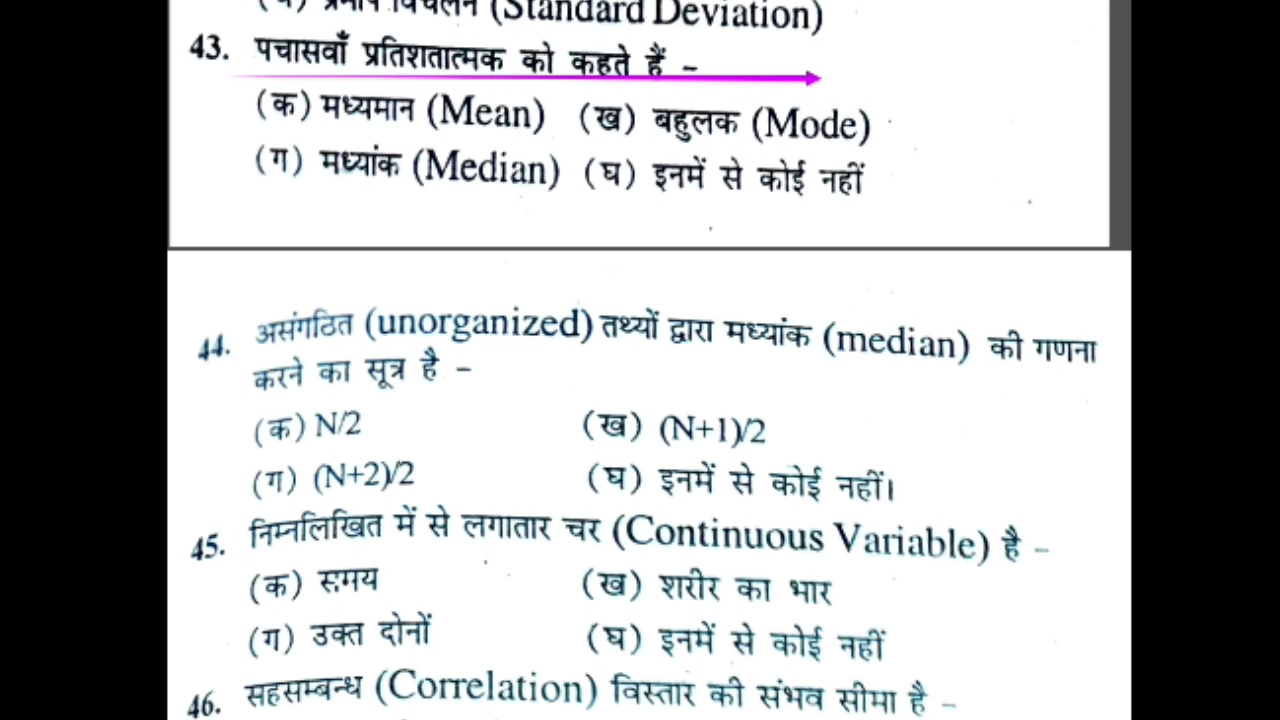 (घ) प्रमाप विचलन (Standard Deviation)
43. पचासवाँ प्रतिशतात्मक को कहते हैं -
(क) मध्यमान (Mean) (ख) बहुलक (Mode)
(ग) मध्यांक (Median) (घ) इनमें से कोई नहीं
44. असंगठित (unorganized) तथ्यों द्वारा मध्यांक (median) की गणना
करने का सूत्र है -
(क) N/2 (ख) (N+1)/2
(ग) (N+2)/2 (घ) इनमें से कोई नहीं।
45. निम्नलिखित में से लगातार चर (Continuous Variable) है -
(क) समय (ख) शरीर का भार
(ग) उक्त दोनों (घ) इनमें से कोई नहीं
46. सहसम्बन्ध (Correlation) विस्तार की संभव सीमा है -